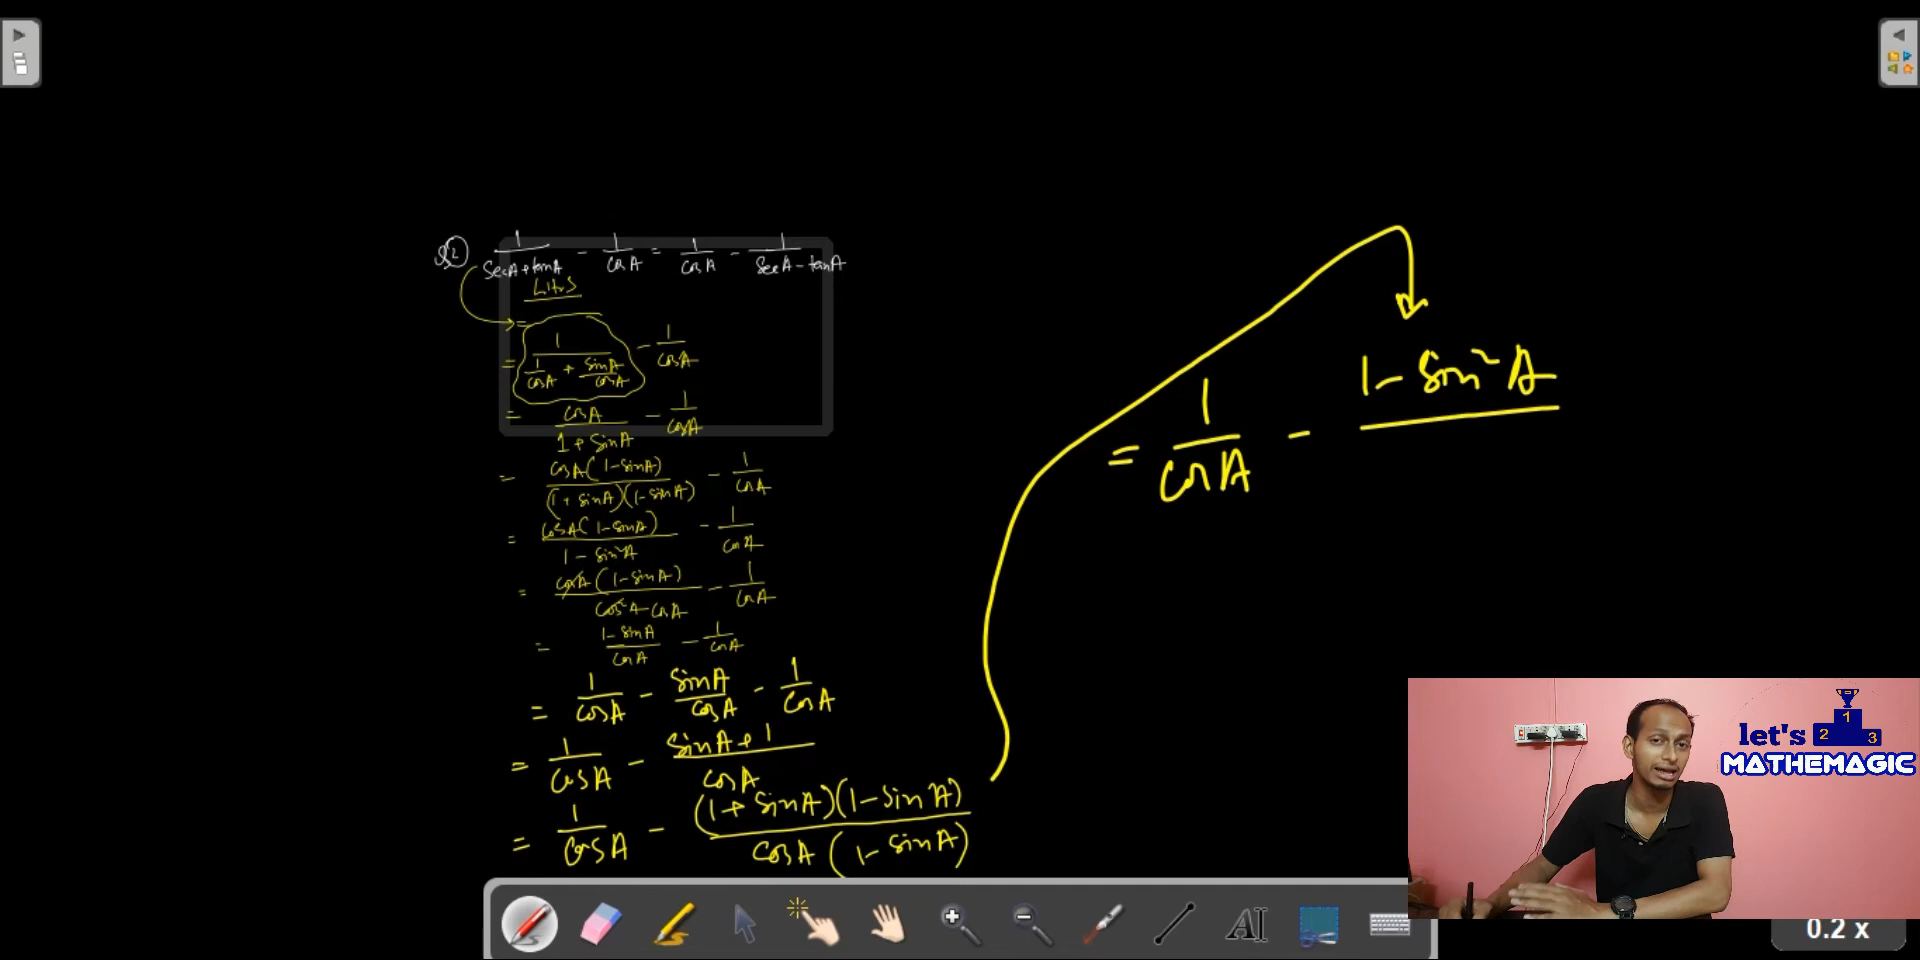 Q2) 1/(SecA+tanA) - 1/CosA = 1/CosA - 1/(SecA-tanA)
LHS
=
= 1/(1/CosA + SinA/CosA) - 1/CosA
= CosA/(1+SinA) - 1/CosA
= CosA(1-SinA)/(1+SinA)(1-SinA) - 1/CosA
= CosA(1-SinA)/(1-Sin²A) - 1/CosA
= CosA(1-SinA)/(Cos²A CosA) - 1/CosA
= (1-SinA)/CosA - 1/CosA
= 1/CosA - SinA/CosA - 1/CosA
= 1/CosA - (SinA+1)/CosA
= 1/CosA - (1+SinA)(1-SinA)/CosA(1-SinA)
= 1/CosA - 1-Sin²A
let's
1
2 3
MATHEMAGIC
AI
0.2 x